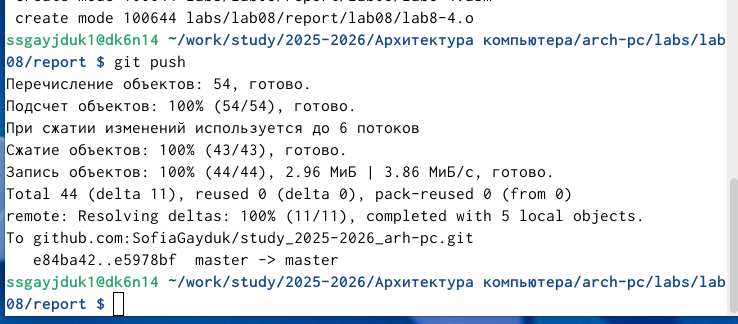 create mode 100644 labs/lab08/report/lab08/lab8-4.o
ssgayjduk1@dk6n14 ~/work/study/2025-2026/Архитектура компьютера/arch-pc/labs/lab
08/report $ git push
Перечисление объектов: 54, готово.
Подсчет объектов: 100% (54/54), готово.
При сжатии изменений используется до 6 потоков
Сжатие объектов: 100% (43/43), готово.
Запись объектов: 100% (44/44), 2.96 МиБ | 3.86 МиБ/с, готово.
Total 44 (delta 11), reused 0 (delta 0), pack-reused 0 (from 0)
remote: Resolving deltas: 100% (11/11), completed with 5 local objects.
To github.com:SofiaGayduk/study_2025-2026_arh-pc.git
   e84ba42..e5978bf  master -> master
ssgayjduk1@dk6n14 ~/work/study/2025-2026/Архитектура компьютера/arch-pc/labs/lab
08/report $